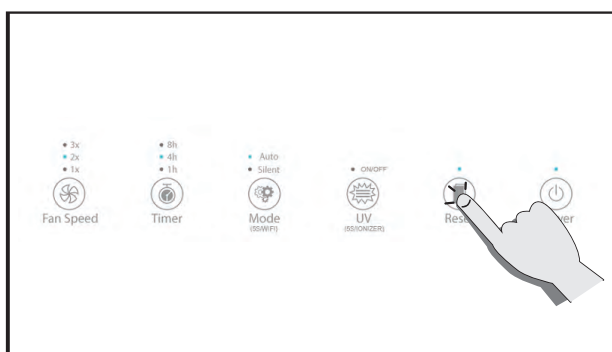 3x
2x
1x
Fan Speed
8h
4h
1h
Timer
Auto
Silent
Mode
(5S/WIFI)
ON/OFF
UV
(5S/IONIZER)